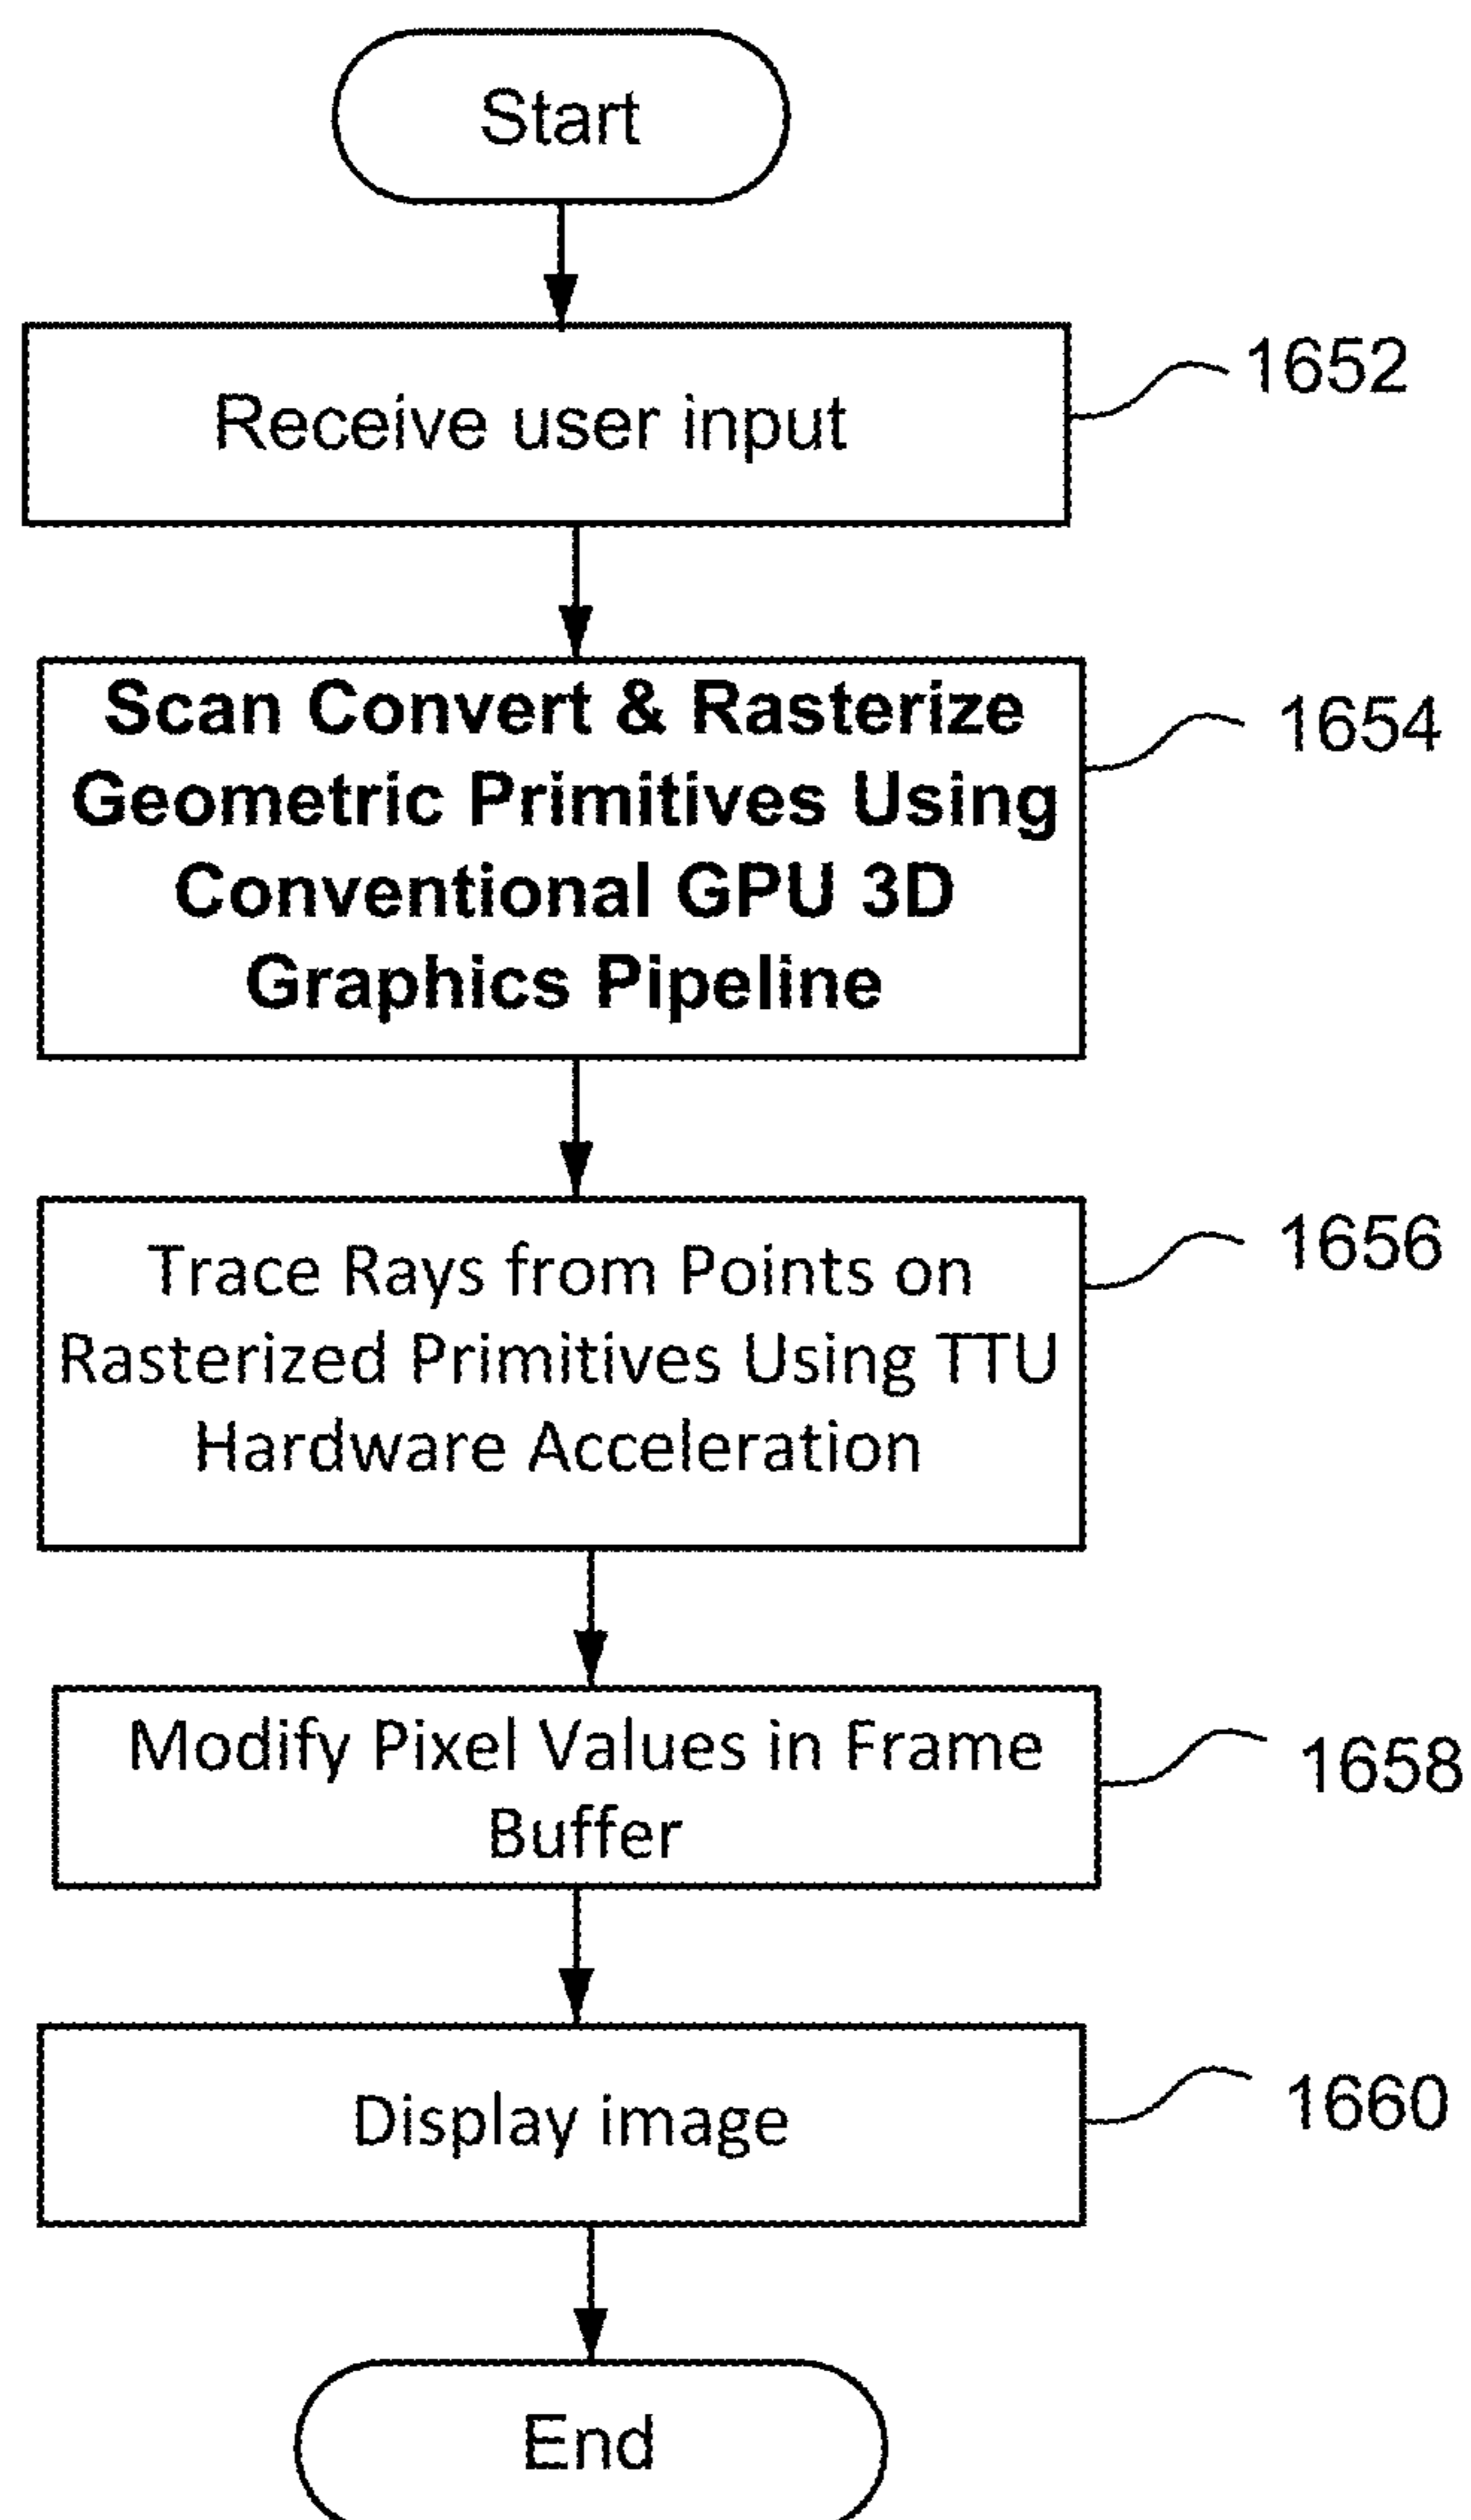 Start
Receive user input
1652
Scan Convert & Rasterize
Geometric Primitives Using
Conventional GPU 3D
Graphics Pipeline
1654
Trace Rays from Points on
Rasterized Primitives Using TTU
Hardware Acceleration
1656
Modify Pixel Values in Frame
Buffer
1658
Display image
1660
End